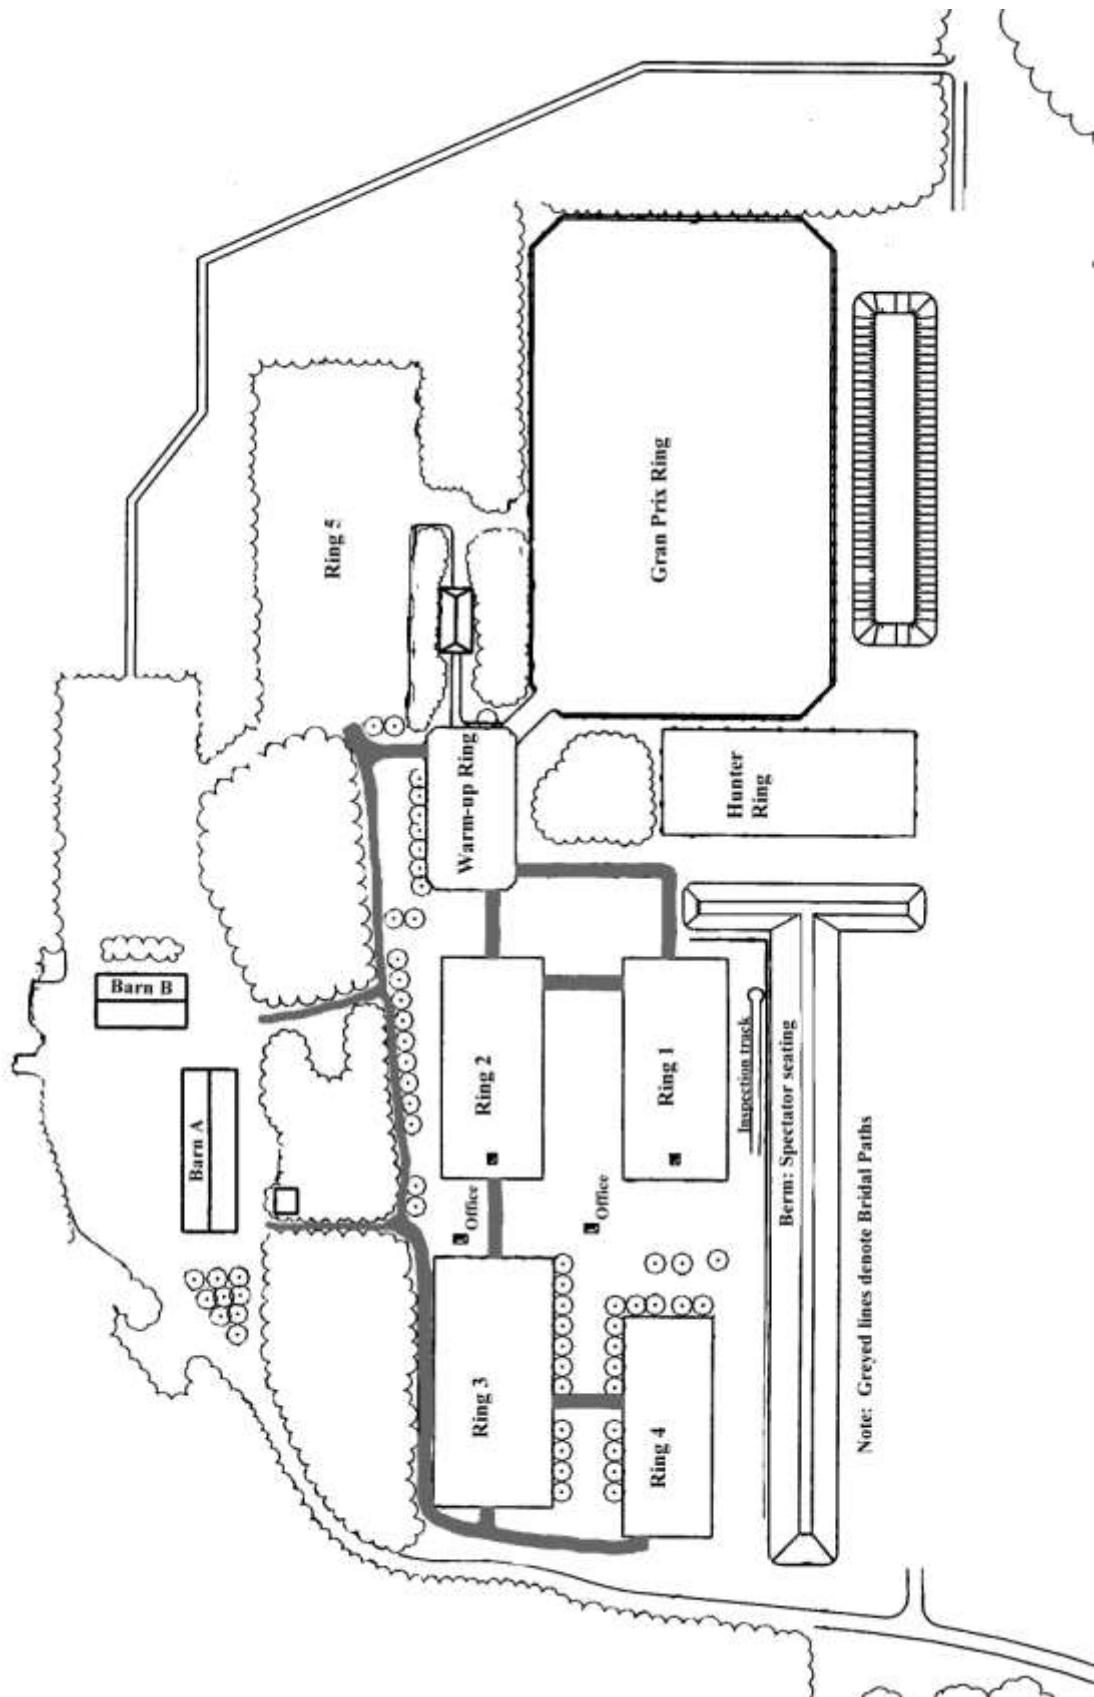 Ring 5
Gran Prix Ring
Warm-up Ring
Hunter
Ring
Barn B
Barn A
Ring 2
Ring 1
Inspection track
Berm: Spectator seating
Office
Office
Ring 3
Ring 4
Note: Greyed lines denote Bridal Paths